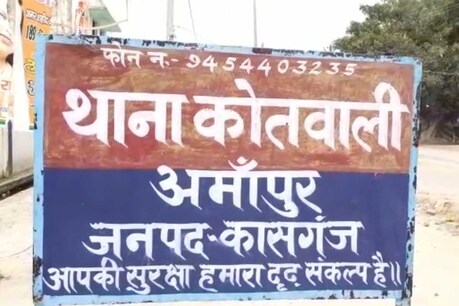 फोन नः- 9454403235
थाना कोतवाली
अमाँपुर
जनपद-कासगंज
आपकी सुरक्षा हमारा दृढ़ संकल्प है॥